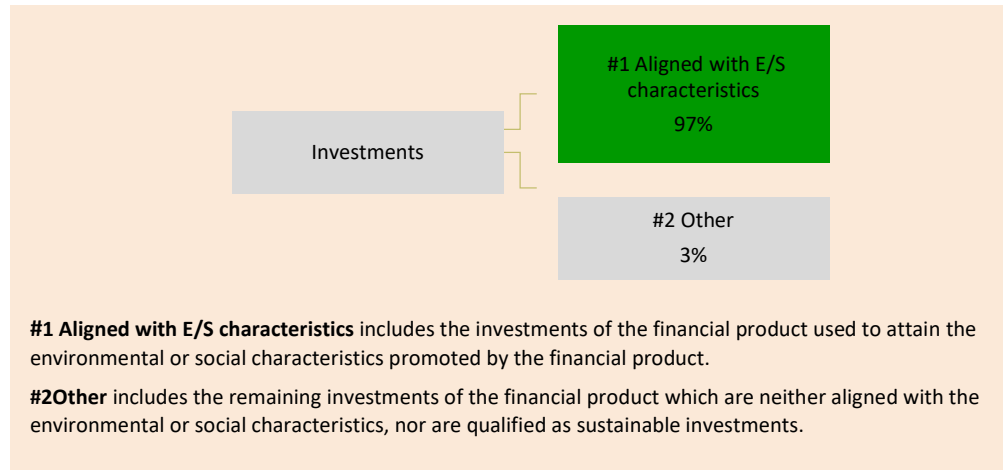 #1 Aligned with E/S
characteristics
97%
Investments
#2 Other
3%
#1 Aligned with E/S characteristics includes the investments of the financial product used to attain the
environmental or social characteristics promoted by the financial product.
#2Other includes the remaining investments of the financial product which are neither aligned with the
environmental or social characteristics, nor are qualified as sustainable investments.